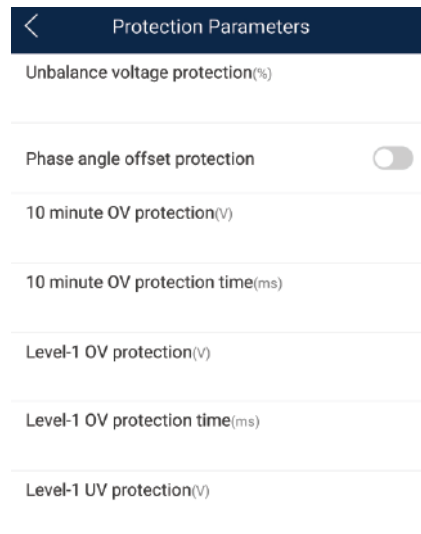 Protection Parameters
Unbalance voltage protection(%)
Phase angle offset protection
10 minute OV protection(V)
10 minute OV protection time(ms)
Level-1 OV protection(V)
Level-1 OV protection time(ms)
Level-1 UV protection(V)